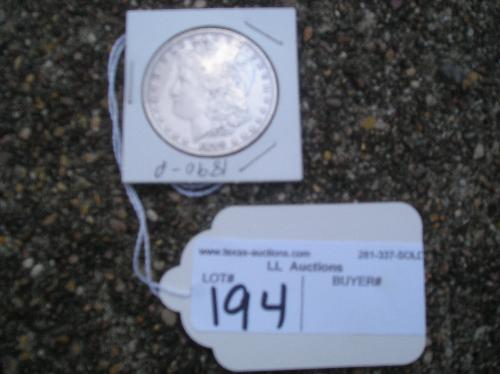 1890-P
www.texas-auctions.com 281-337-SOLD
LL Auctions
LOT# BUYER#
194